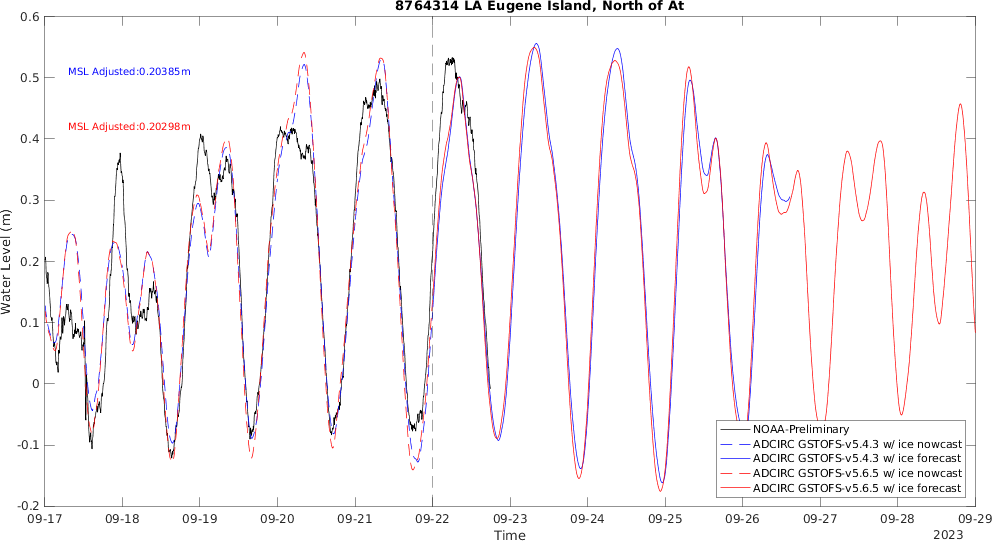 8764314 LA Eugene Island, North of At
0.6
0.5
0.4
0.3
0.2
0.1
0
-0.1
-0.2
Water Level (m)
MSL Adjusted:0.20385m
MSL Adjusted:0.20298m
NOAA-Preliminary
ADCIRC GSTOFS-v5.4.3 w/ ice nowcast
ADCIRC GSTOFS-v5.4.3 w/ ice forecast
ADCIRC GSTOFS-v5.6.5 w/ ice nowcast
ADCIRC GSTOFS-v5.6.5 w/ ice forecast
09-17 09-18 09-19 09-20 09-21 09-22 09-23 09-24 09-25 09-26 09-27 09-28 09-29
Time
2023